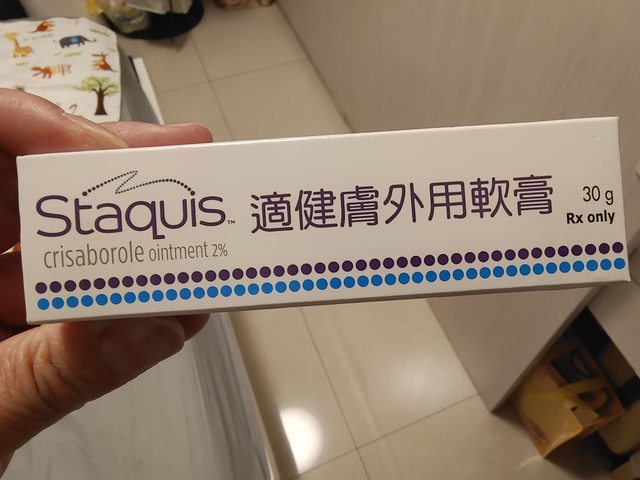 Staquis™ 適健膚外用軟膏 30 g
Rx only
crisaborole ointment 2%